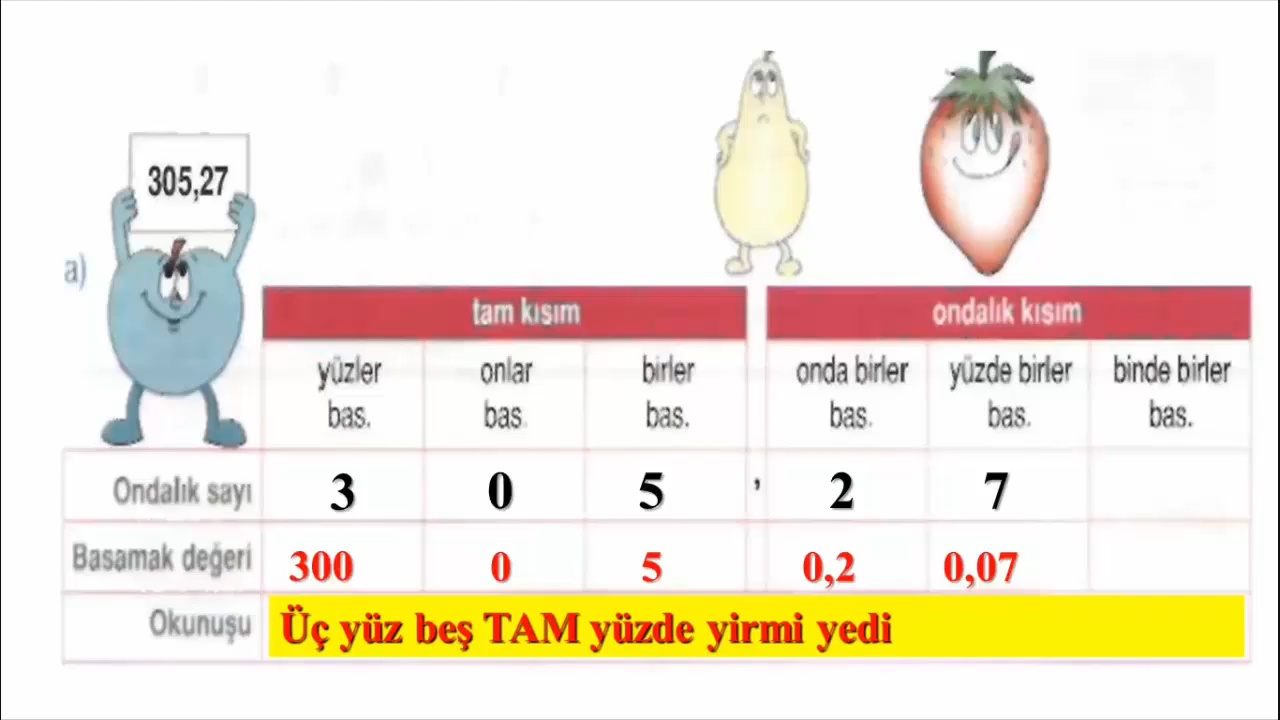 305,27
a)
tam kısım ondalık kısım
yüzler onlar birler onda birler yüzde birler binde birler
bas. bas. bas. bas. bas. bas.
Ondalık sayı 3 0 5 , 2 7
Basamak değeri 300 0 5 0,2 0,07
Okunuşu Üç yüz beş TAM yüzde yirmi yedi